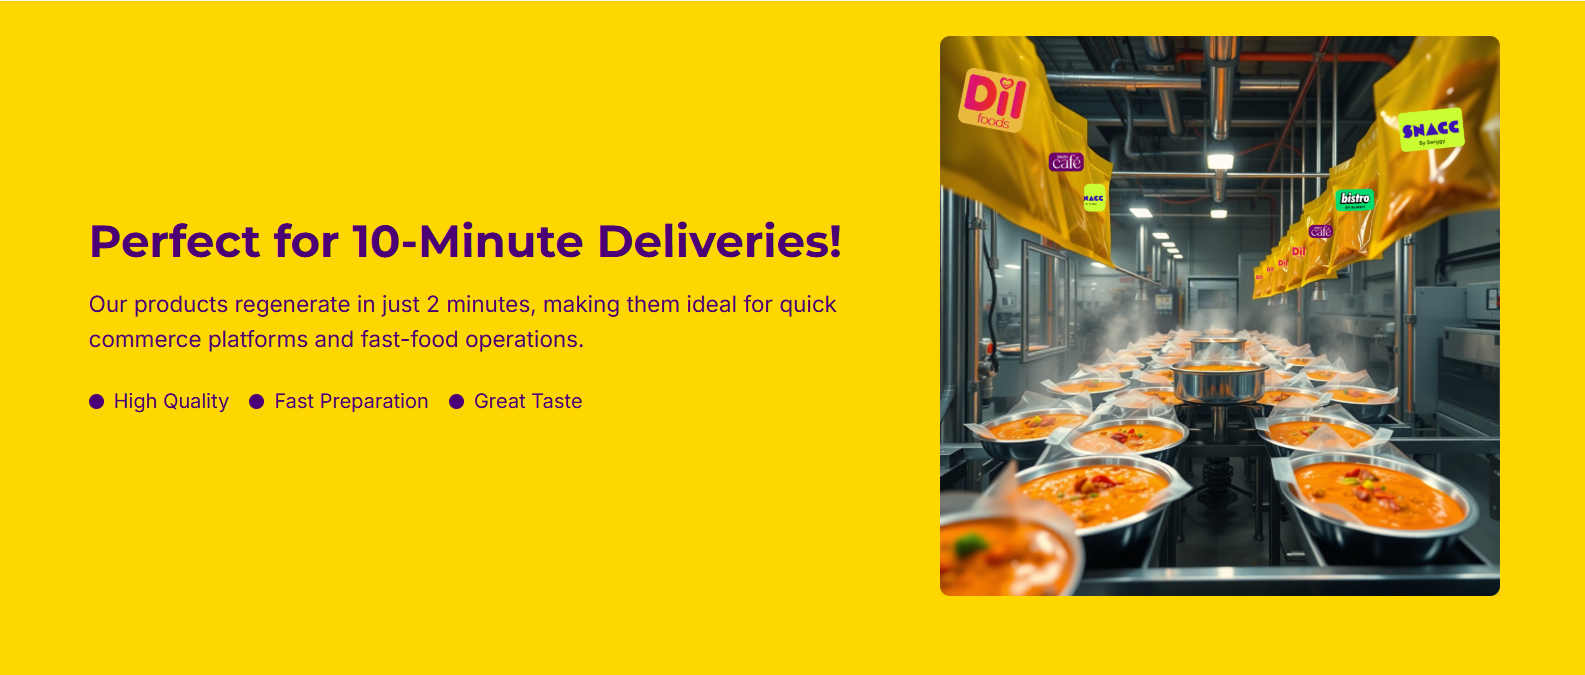 Perfect for 10-Minute Deliveries!
Our products regenerate in just 2 minutes, making them ideal for quick
commerce platforms and fast-food operations.
High Quality
Fast Preparation
Great Taste
Dil
foods
café
SNACC
By Swiggy
bistro
café
Dil
Dil
Dil